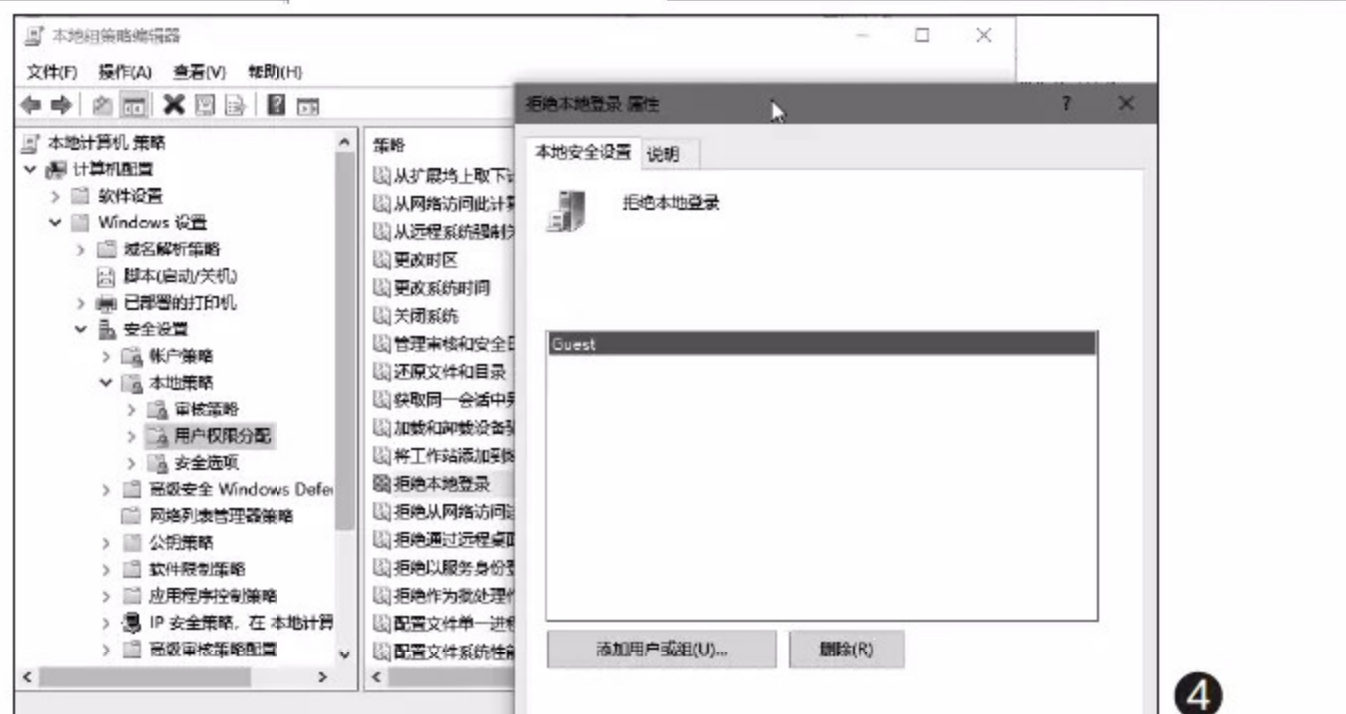 本地组策略编辑器
文件(F) 操作(A) 查看(V) 帮助(H)
本地计算机 策略
计算机配置
软件设置
Windows 设置
域名解析策略
脚本(启动/关机)
已部署的打印机
安全设置
帐户策略
本地策略
审核策略
用户权限分配
安全选项
高级安全 Windows Defe
网络列表管理器策略
公钥策略
软件限制策略
应用程序控制策略
IP 安全策略，在 本地计算
高级审核策略配置
策略
从扩展坞上取下
从网络访问此计算
从远程系统强制关
更改时区
更改系统时间
关闭系统
管理审核和安全日
还原文件和目录
获取同一会话中另
加载和卸载设备驱
将工作站添加到域
拒绝本地登录
拒绝从网络访问这
拒绝通过远程桌面
拒绝以服务身份登
拒绝作为批处理作
配置文件单一进程
配置文件系统性能
拒绝本地登录 属性
本地安全设置 说明
拒绝本地登录
Guest
添加用户或组(U)... 删除(R)
4